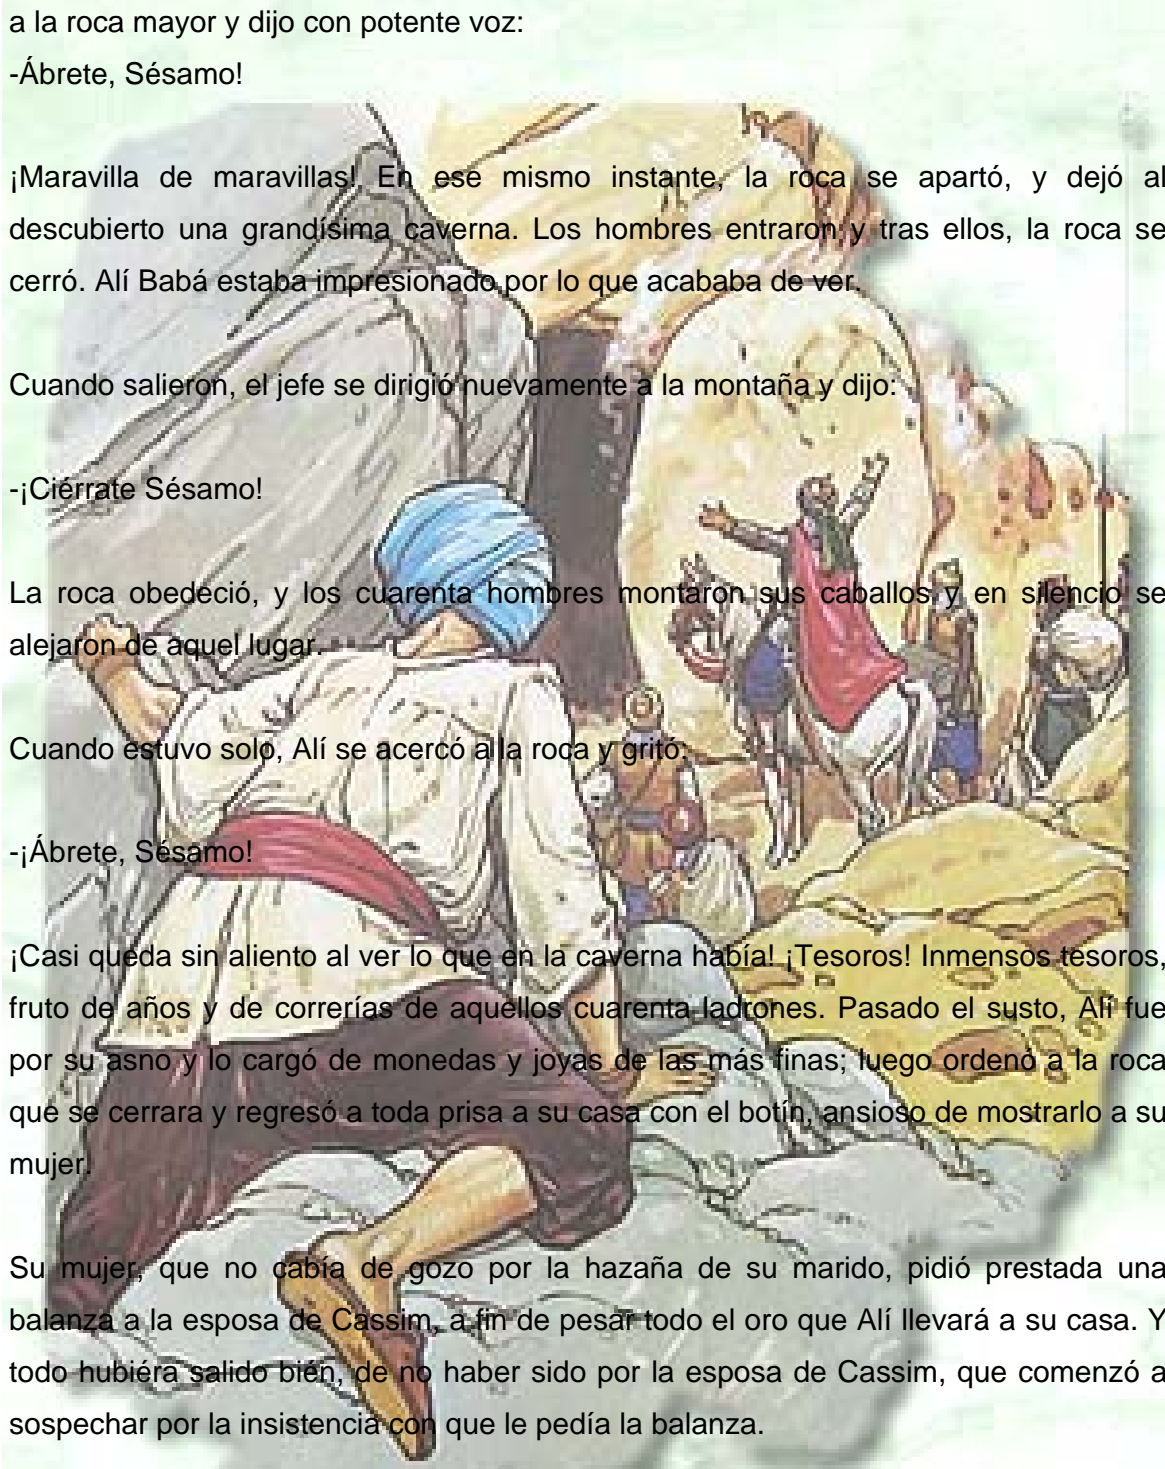 a la roca mayor y dijo con potente voz:
-Ábrete, Sésamo!
¡Maravilla de maravillas! En ese mismo instante, la roca se apartó, y dejó al
descubierto una grandísima caverna. Los hombres entraron y tras ellos, la roca se
cerró. Alí Babá estaba impresionado por lo que acababa de ver.
Cuando salieron, el jefe se dirigió nuevamente a la montaña y dijo:
-¡Ciérrate Sésamo!
La roca obedeció, y los cuarenta hombres montaron sus caballos y en silencio se
alejaron de aquel lugar.
Cuando estuvo solo, Alí se acercó a la roca y gritó:
-¡Ábrete, Sésamo!
¡Casi queda sin aliento al ver lo que en la caverna había! ¡Tesoros! Inmensos tesoros,
fruto de años y de correrías de aquellos cuarenta ladrones. Pasado el susto, Alí fue
por su asno y lo cargó de monedas y joyas de las más finas; luego ordenó a la roca
que se cerrara y regresó a toda prisa a su casa con el botín, ansioso de mostrarlo a su
mujer.
Su mujer, que no cabía de gozo por la hazaña de su marido, pidió prestada una
balanza a la esposa de Cassim, a fin de pesar todo el oro que Alí llevará a su casa. Y
todo hubiéra salido bién, de no haber sido por la esposa de Cassim, que comenzó a
sospechar por la insistencia con que le pedía la balanza.